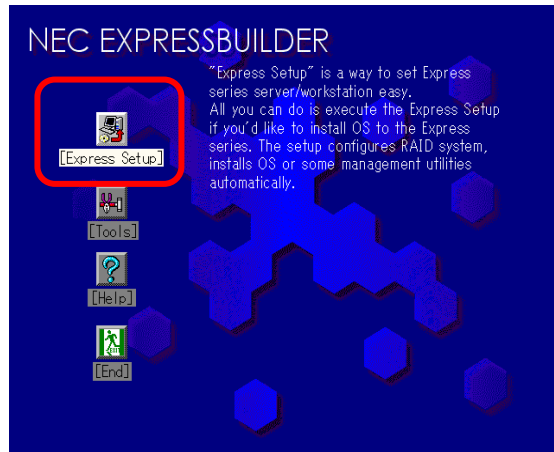 NEC EXPRESSBUILDER
"Express Setup" is a way to set Express
series server/workstation easy.
All you can do is execute the Express Setup
if you'd like to install OS to the Express
series. The setup configures RAID system,
installs OS or some management utilities
automatically.
[Express Setup]
[Tools]
[Help]
[End]